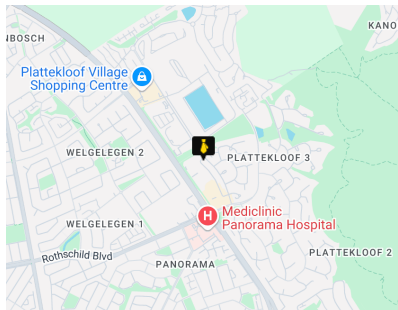 KANO
NBOSCH
Plattekloof Village
Shopping Centre
WELGELEGEN 2
PLATTEKLOOF 3
Mediclinic
Panorama Hospital
H
WELGELEGEN 1
Rothschild Blvd
PLATTEKLOOF 2
PANORAMA